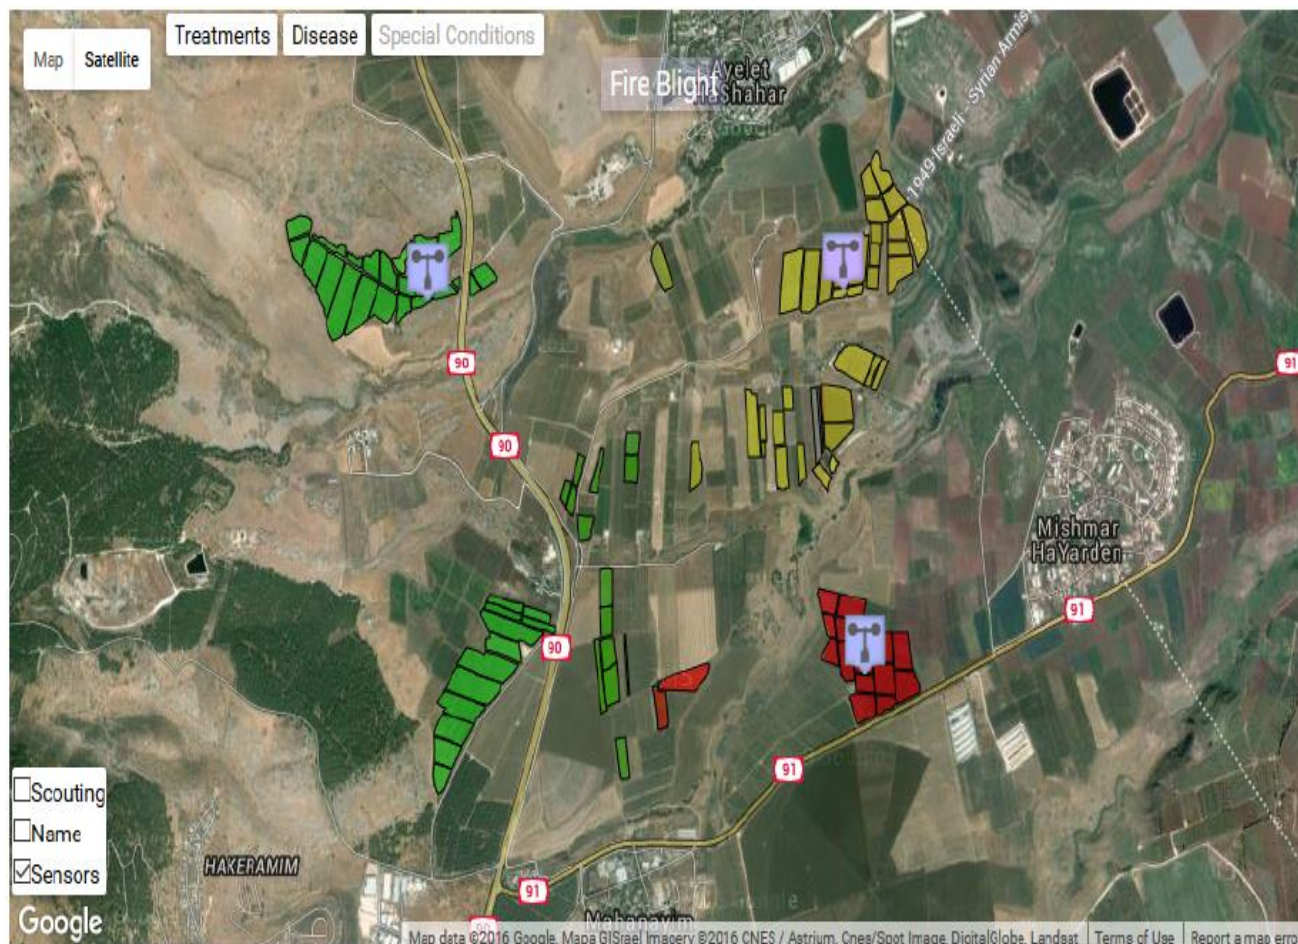 Treatments
Disease
Special Conditions
Map
Satellite
Fire Blight
Ayelet
HaShahar
1949 Israeli - Syrian Armis
90
91
90
Mishmar
HaYarden
91
90
91
Scouting
Name
Sensors
HAKERAMIM
91
Google
Mahanayim
Map data ©2016 Google, Mapa GISrael Imagery ©2016 CNES / Astrium, Cnes/Spot Image, DigitalGlobe, Landsat
Terms of Use
Report a map erro